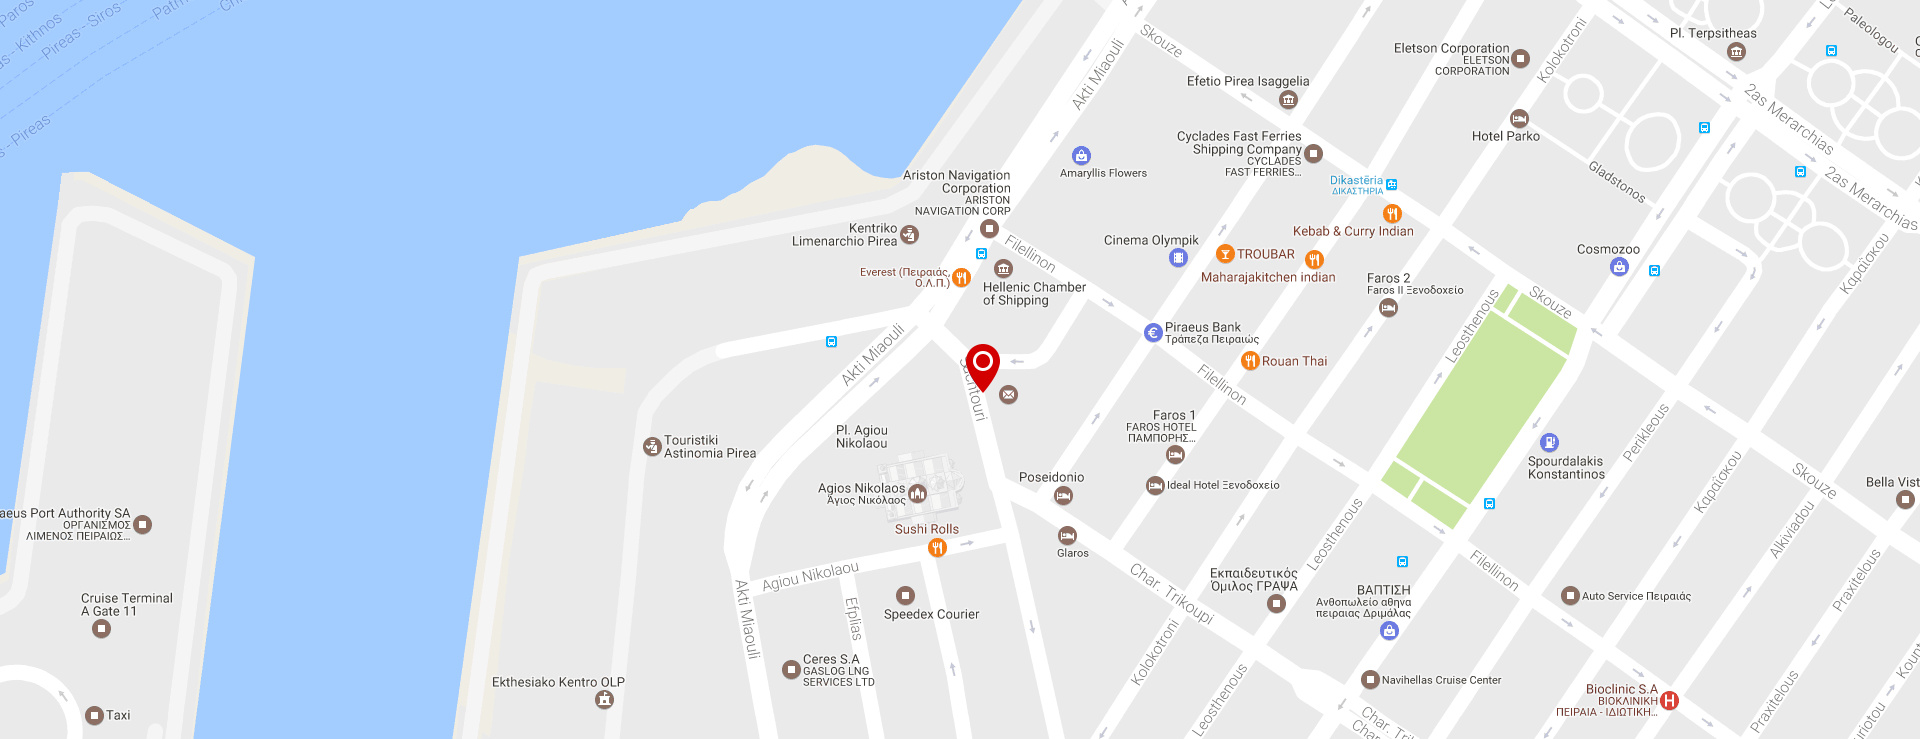 Paros
Kithnos
Pireas - Siros
Pireas
Akti Miaouli
Skouze
Efetio Pirea Isaggelia
Eletson Corporation
ELETSON
CORPORATION
Kolokotroni
Pl. Terpsitheas
Paleologou
2as Merarchias
Hotel Parko
Cyclades Fast Ferries
Shipping Company
CYCLADES
FAST FERRIES...
Amaryllis Flowers
Dikastēria
ΔΙΚΑΣΤΗΡΙΑ
Gladstonos
2as Merarchias
Ariston Navigation
Corporation
ARISTON
NAVIGATION CORP
Kentriko
Limenarchio Pirea
Filellinon
Cinema Olympik
TROUBAR
Kebab & Curry Indian
Maharajakitchen indian
Cosmozoo
Καραΐσκου
Everest (Πειραιάς,
Ο.Λ.Π.)
Hellenic Chamber
of Shipping
Faros 2
Faros II Ξενοδοχείο
Leosthenous
Skouze
Piraeus Bank
Τράπεζα Πειραιώς
Akti Miaouli
Rouan Thai
Filellinon
Pl. Agiou
Nikolaou
Faros 1
FAROS HOTEL
ΠΑΜΠΟΡΗΣ...
Touristiki
Astinomia Pirea
Perikleous
Spourdalakis
Konstantinos
Καραΐσκου
Skouze
Bella Vist
Agios Nikolaos
Άγιος Νικόλαος
Poseidonio
Ideal Hotel Ξενοδοχείο
aeus Port Authority SA
ΟΡΓΑΝΙΣΜΟΣ
ΛΙΜΕΝΟΣ ΠΕΙΡΑΙΩΣ...
Sushi Rolls
Glaros
Leosthenous
Filellinon
Alkiviadou
Praxitelous
Agiou Nikolaou
Char. Trikoupi
Εκπαιδευτικός
Όμιλος ΓΡΑΨΑ
ΒΑΠΤΙΣΗ
Ανθοπωλείο αθηνα
πειραιας Δριμάλας
Auto Service Πειραιάς
Cruise Terminal
A Gate 11
Akti Miaouli
Efplias
Speedex Courier
Kolokotroni
Ceres S.A
GASLOG LNG
SERVICES LTD
Ekthesiako Kentro OLP
Leosthenous
Navihellas Cruise Center
Bioclinic S.A
ΒΙΟΚΛΙΝΙΚΗ
ΠΕΙΡΑΙΑ - ΙΔΙΩΤΙΚΗ...
Praxitelous
Taxi
Char. Tr